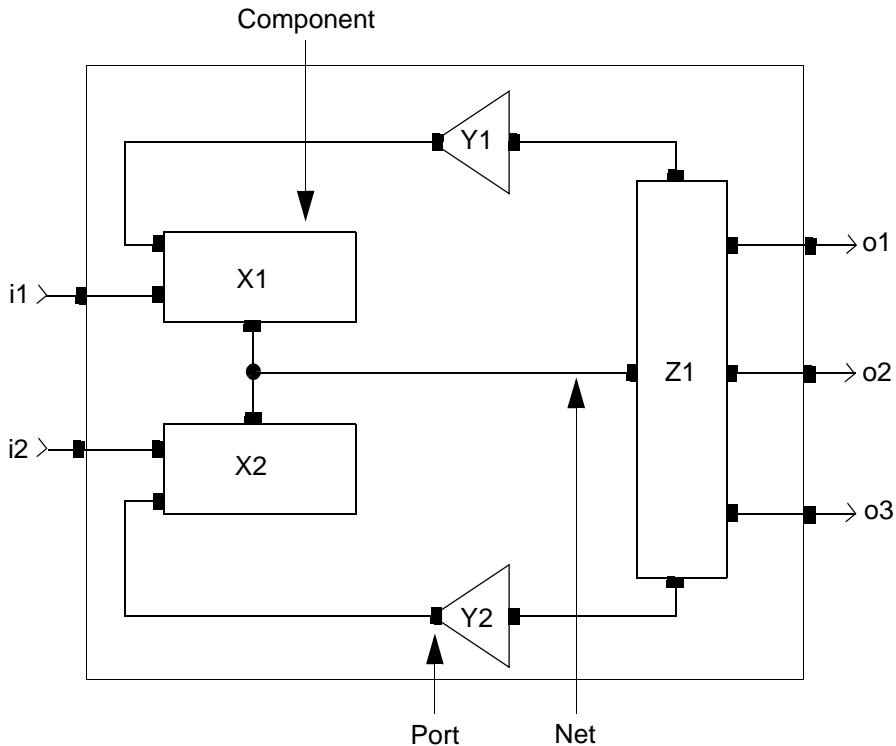 Component
Y1
X1
o1
i1
Z1
o2
i2
X2
o3
Y2
Port
Net